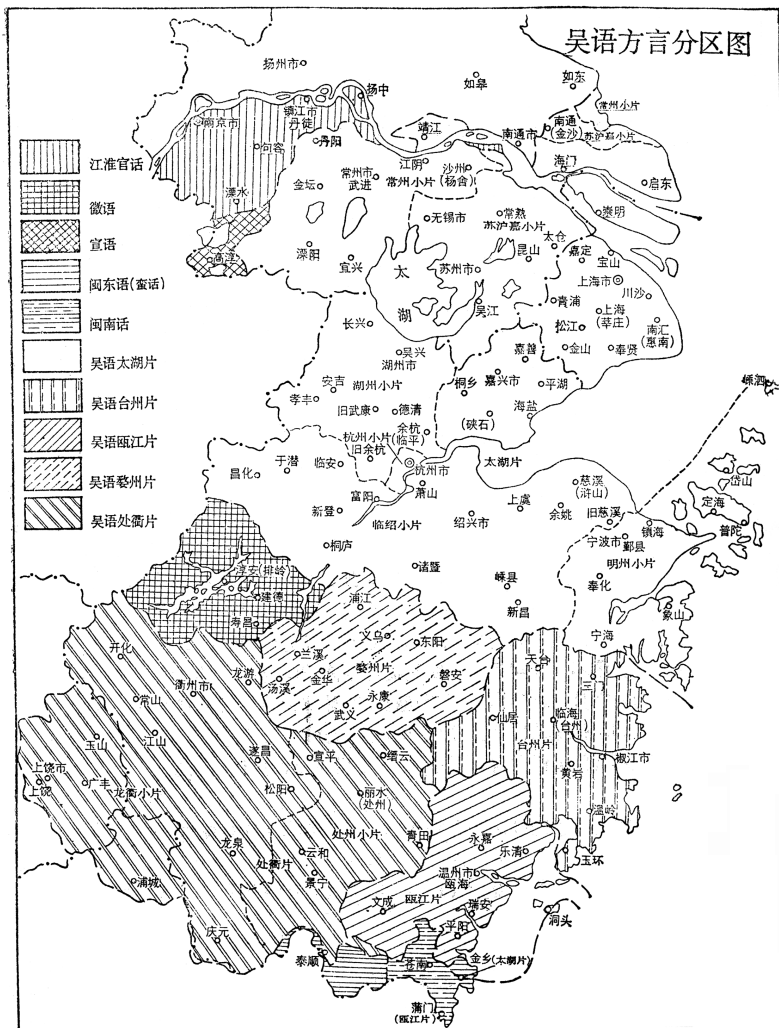 吴语方言分区图
江淮官话
徽语
宣语
闽东语(蛮话)
闽南话
吴语太湖片
吴语台州片
吴语瓯江片
吴语婺州片
吴语处衢片
扬州市
扬中
如皋
如东
常州小片
镇江市
丹徒
南京市
句容
丹阳
靖江
南通市
南通
(金沙)
苏沪嘉小片
海门
启东
崇明
溧水
高淳
金坛
常州市
武进
江阴
沙州
(杨舍)
常州小片
无锡市
常熟
苏沪嘉小片
太仓
昆山
嘉定
宝山
上海市
川沙
溧阳
宜兴
太
湖
苏州市
吴江
青浦
上海
(莘庄)
松江
南汇
(惠南)
金山
奉贤
长兴
吴兴
湖州市
湖州小片
安吉
孝丰
旧武康
德清
嘉善
嘉兴市
桐乡
平湖
海盐
(硖石)
嵊泗
余杭
(临平)
杭州小片
旧余杭
杭州市
太湖片
昌化
于潜
临安
富阳
萧山
新登
临绍小片
绍兴市
上虞
慈溪
(浒山)
余姚
旧慈溪
镇海
岱山
定海
普陀
宁波市
鄞县
明州小片
奉化
象山
宁海
桐庐
诸暨
嵊县
新昌
淳安(排岭)
建德
寿昌
浦江
义乌
东阳
兰溪
婺州片
金华
汤溪
磐安
武义
永康
开化
衢州市
龙游
常山
江山
玉山
上饶市
上饶
广丰
龙衢小片
遂昌
宣平
缙云
松阳
丽水
(处州)
青田
处州小片
处衢片
龙泉
云和
景宁
浦城
庆元
天台
三门
仙居
临海
(台州)
台州片
椒江市
黄岩
温岭
玉环
永嘉
乐清
温州市
瓯海
瓯江片
文成
瑞安
洞头
平阳
金乡(太湖片)
苍南
泰顺
蒲门
(瓯江片)